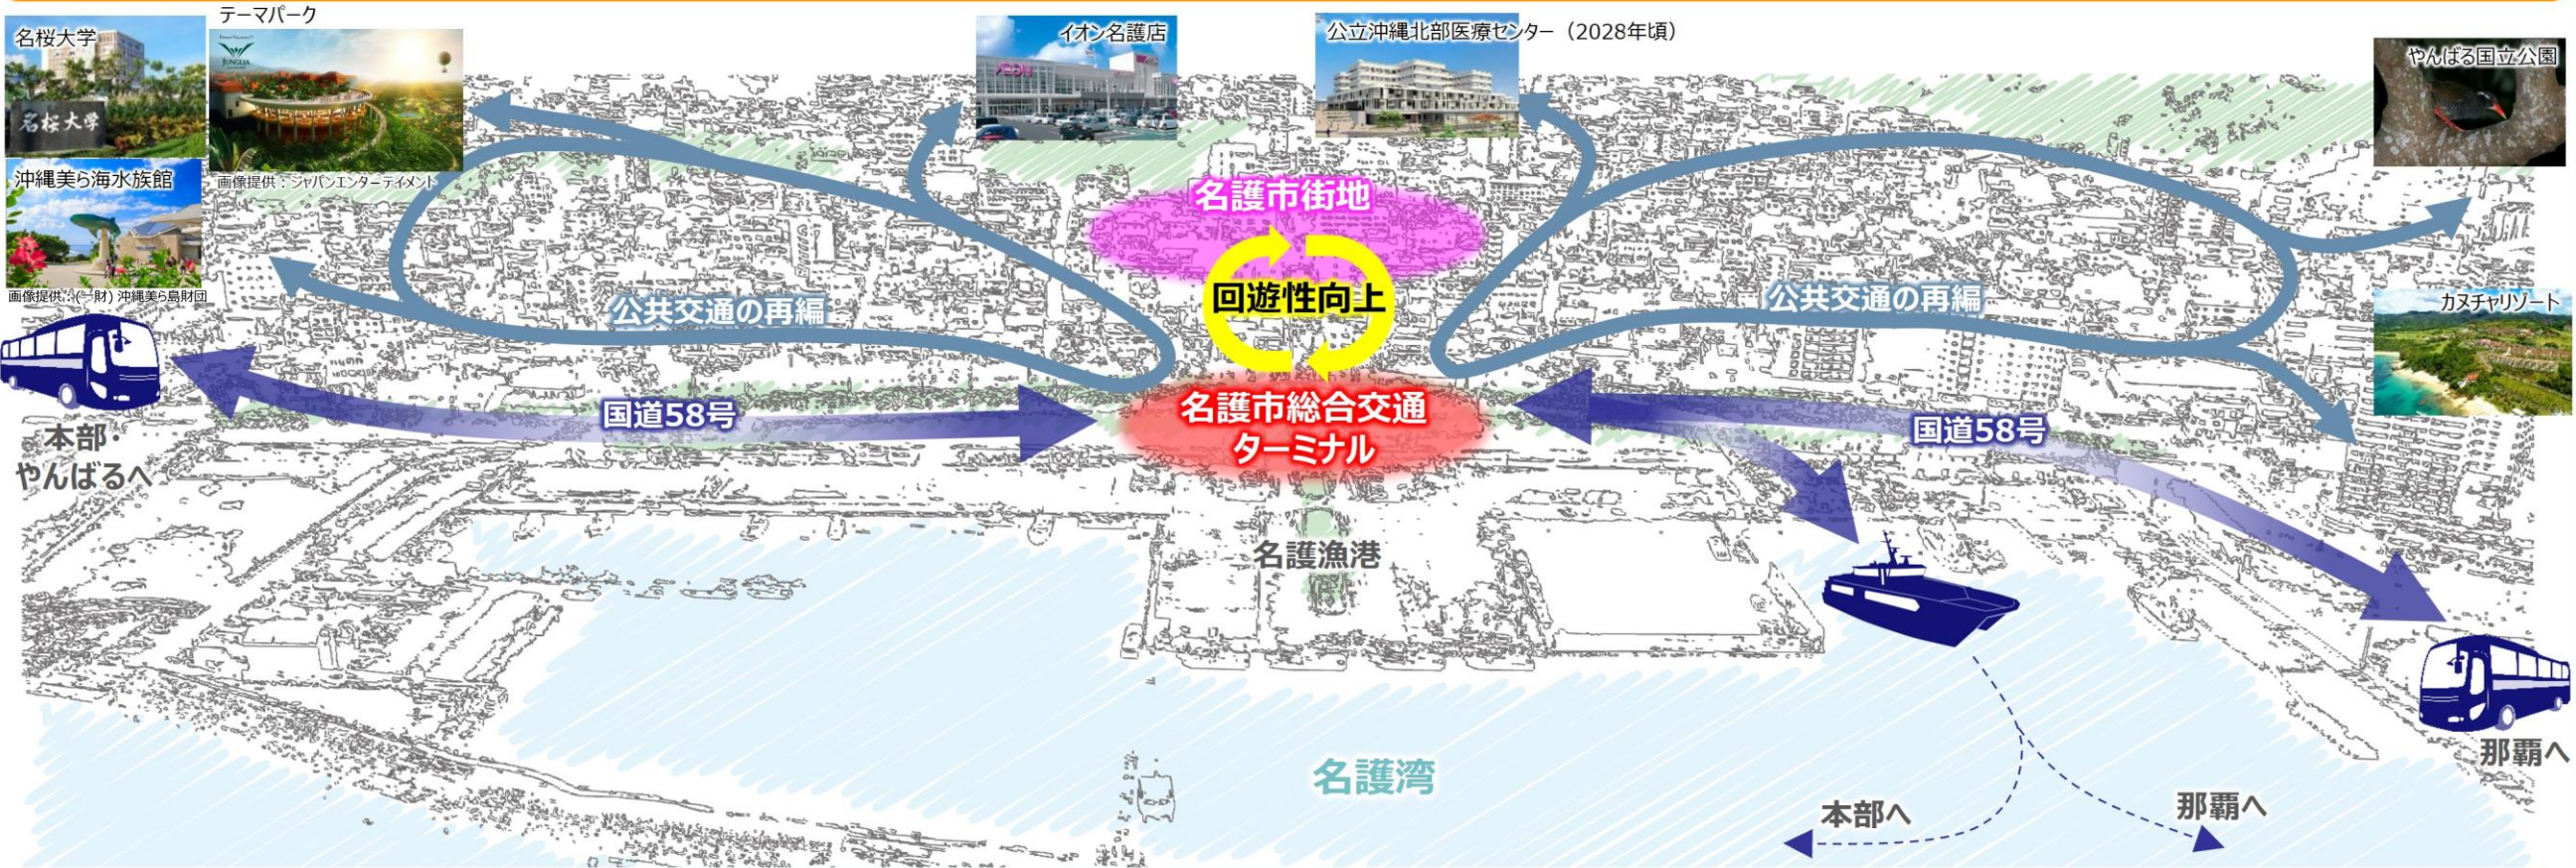 テーマパーク
名桜大学
名桜大学
JUNGLIA
イオン名護店
公立沖縄北部医療センター（2028年頃）
やんばる国立公園
沖縄美ら海水族館
画像提供：ジャパンエンターテイメント
画像提供：(一財) 沖縄美ら島財団
名護市街地
回遊性向上
公共交通の再編
公共交通の再編
カヌチャリゾート
国道58号
名護市総合交通
ターミナル
国道58号
本部・
やんばるへ
名護漁港
名護湾
那覇へ
本部へ
那覇へ